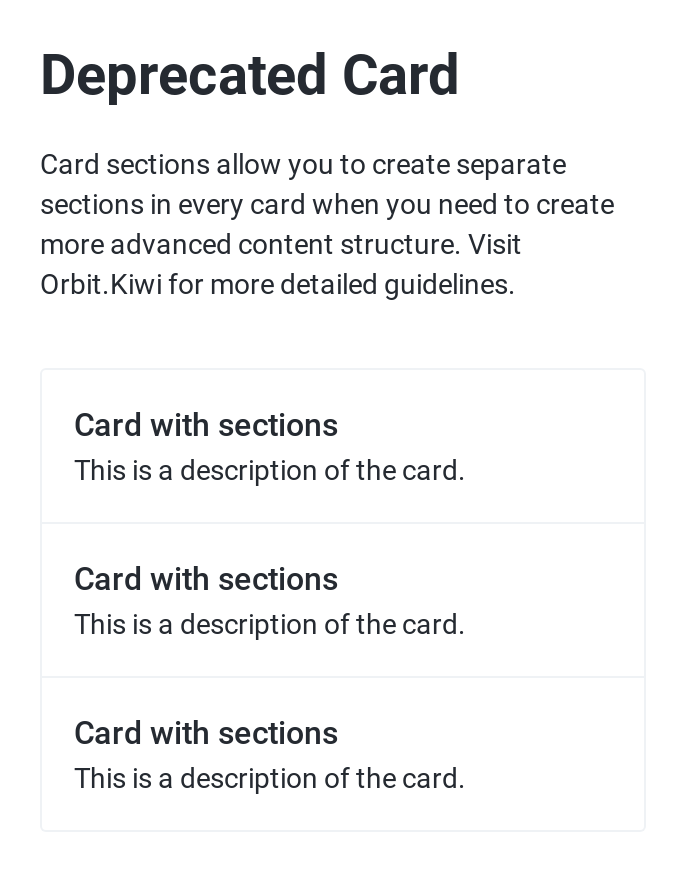 Deprecated Card
Card sections allow you to create separate
sections in every card when you need to create
more advanced content structure. Visit
Orbit.Kiwi for more detailed guidelines.
Card with sections
This is a description of the card.
Card with sections
This is a description of the card.
Card with sections
This is a description of the card.